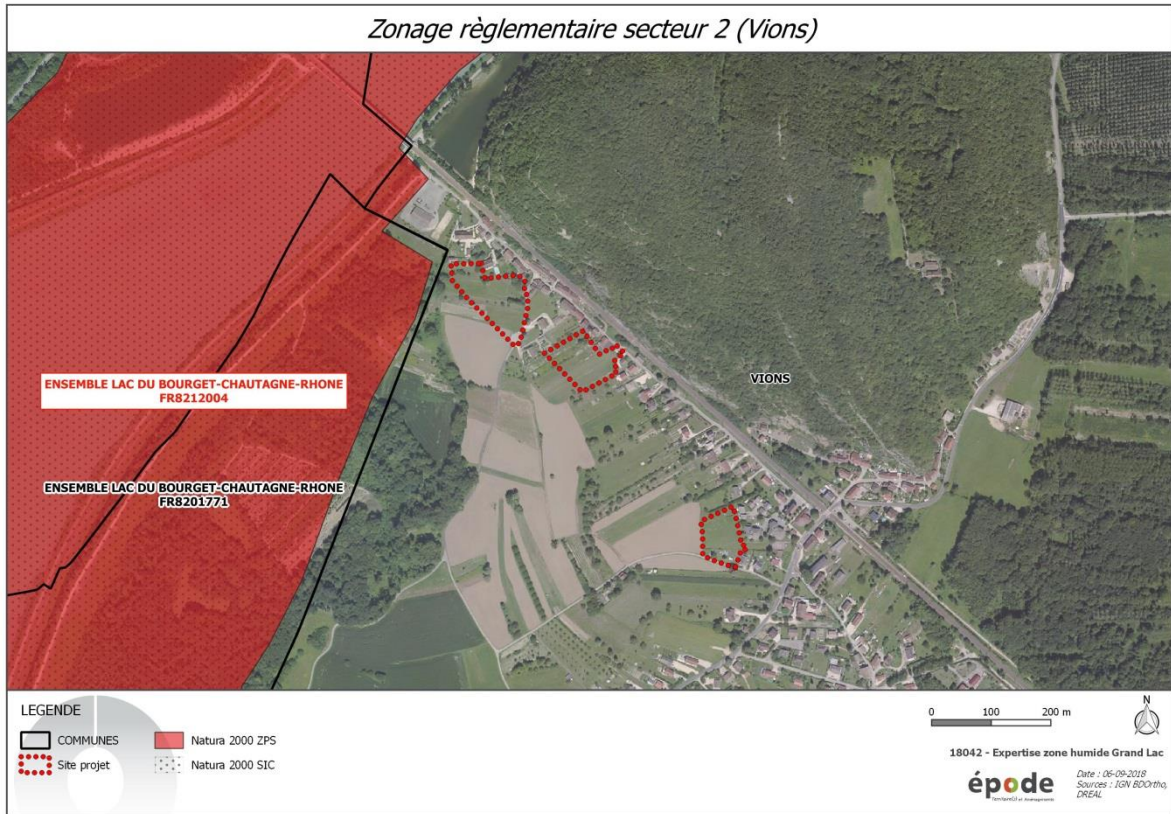 Zonage règlementaire secteur 2 (Vions)
ENSEMBLE LAC DU BOURGET-CHAUTAGNE-RHONE
FR8212004
VIONS
ENSEMBLE LAC DU BOURGET-CHAUTAGNE-RHONE
FR8201771
LEGENDE
COMMUNES
Natura 2000 ZPS
Site projet
Natura 2000 SIC
0 100 200 m
N
18042 - Expertise zone humide Grand Lac
épode
Date : 06-09-2018
Sources : IGN BDOrtho,
DREAL